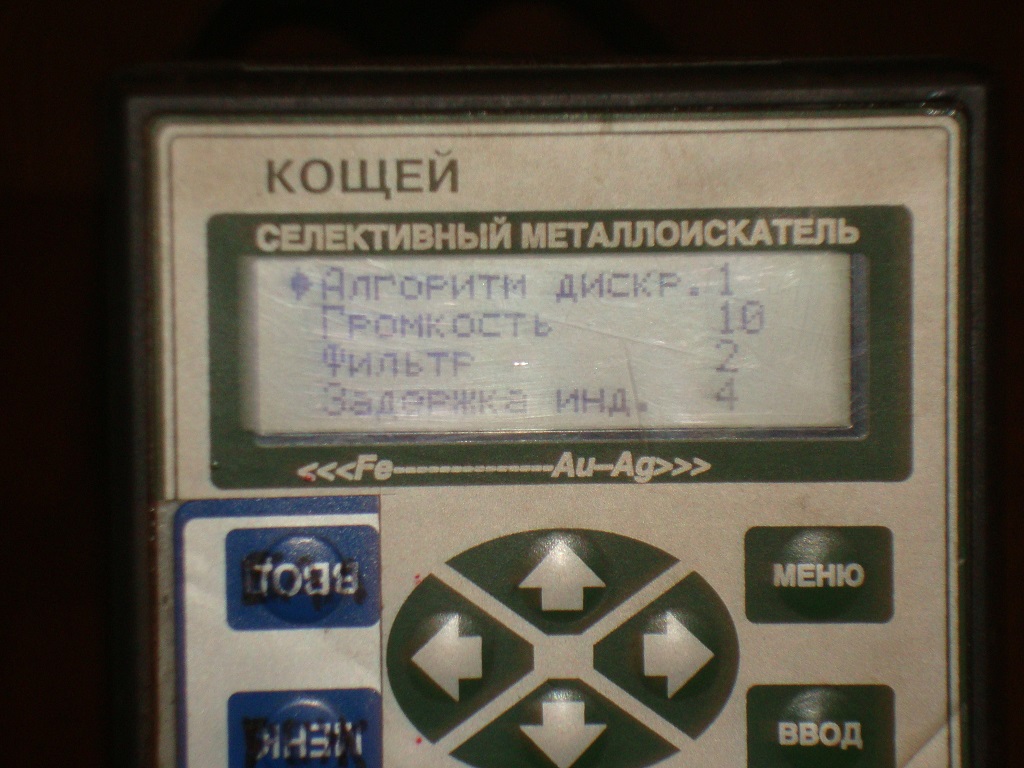 КОЩЕЙ
СЕЛЕКТИВНЫЙ МЕТАЛЛОИСКАТЕЛЬ
Алгоритм дискр. 1
Громкость 10
Фильтр 2
Задержка инд. 4
<<<Fe--------------Au–Ag>>>
ВВОД
МЕНЮ
МЕНЮ
ВВОД